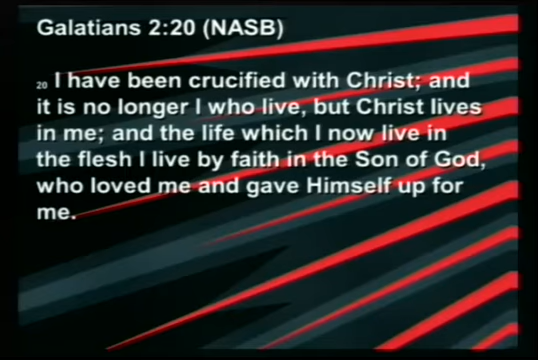 Galatians 2:20 (NASB)
20 I have been crucified with Christ; and
it is no longer I who live, but Christ lives
in me; and the life which I now live in
the flesh I live by faith in the Son of God,
who loved me and gave Himself up for
me.